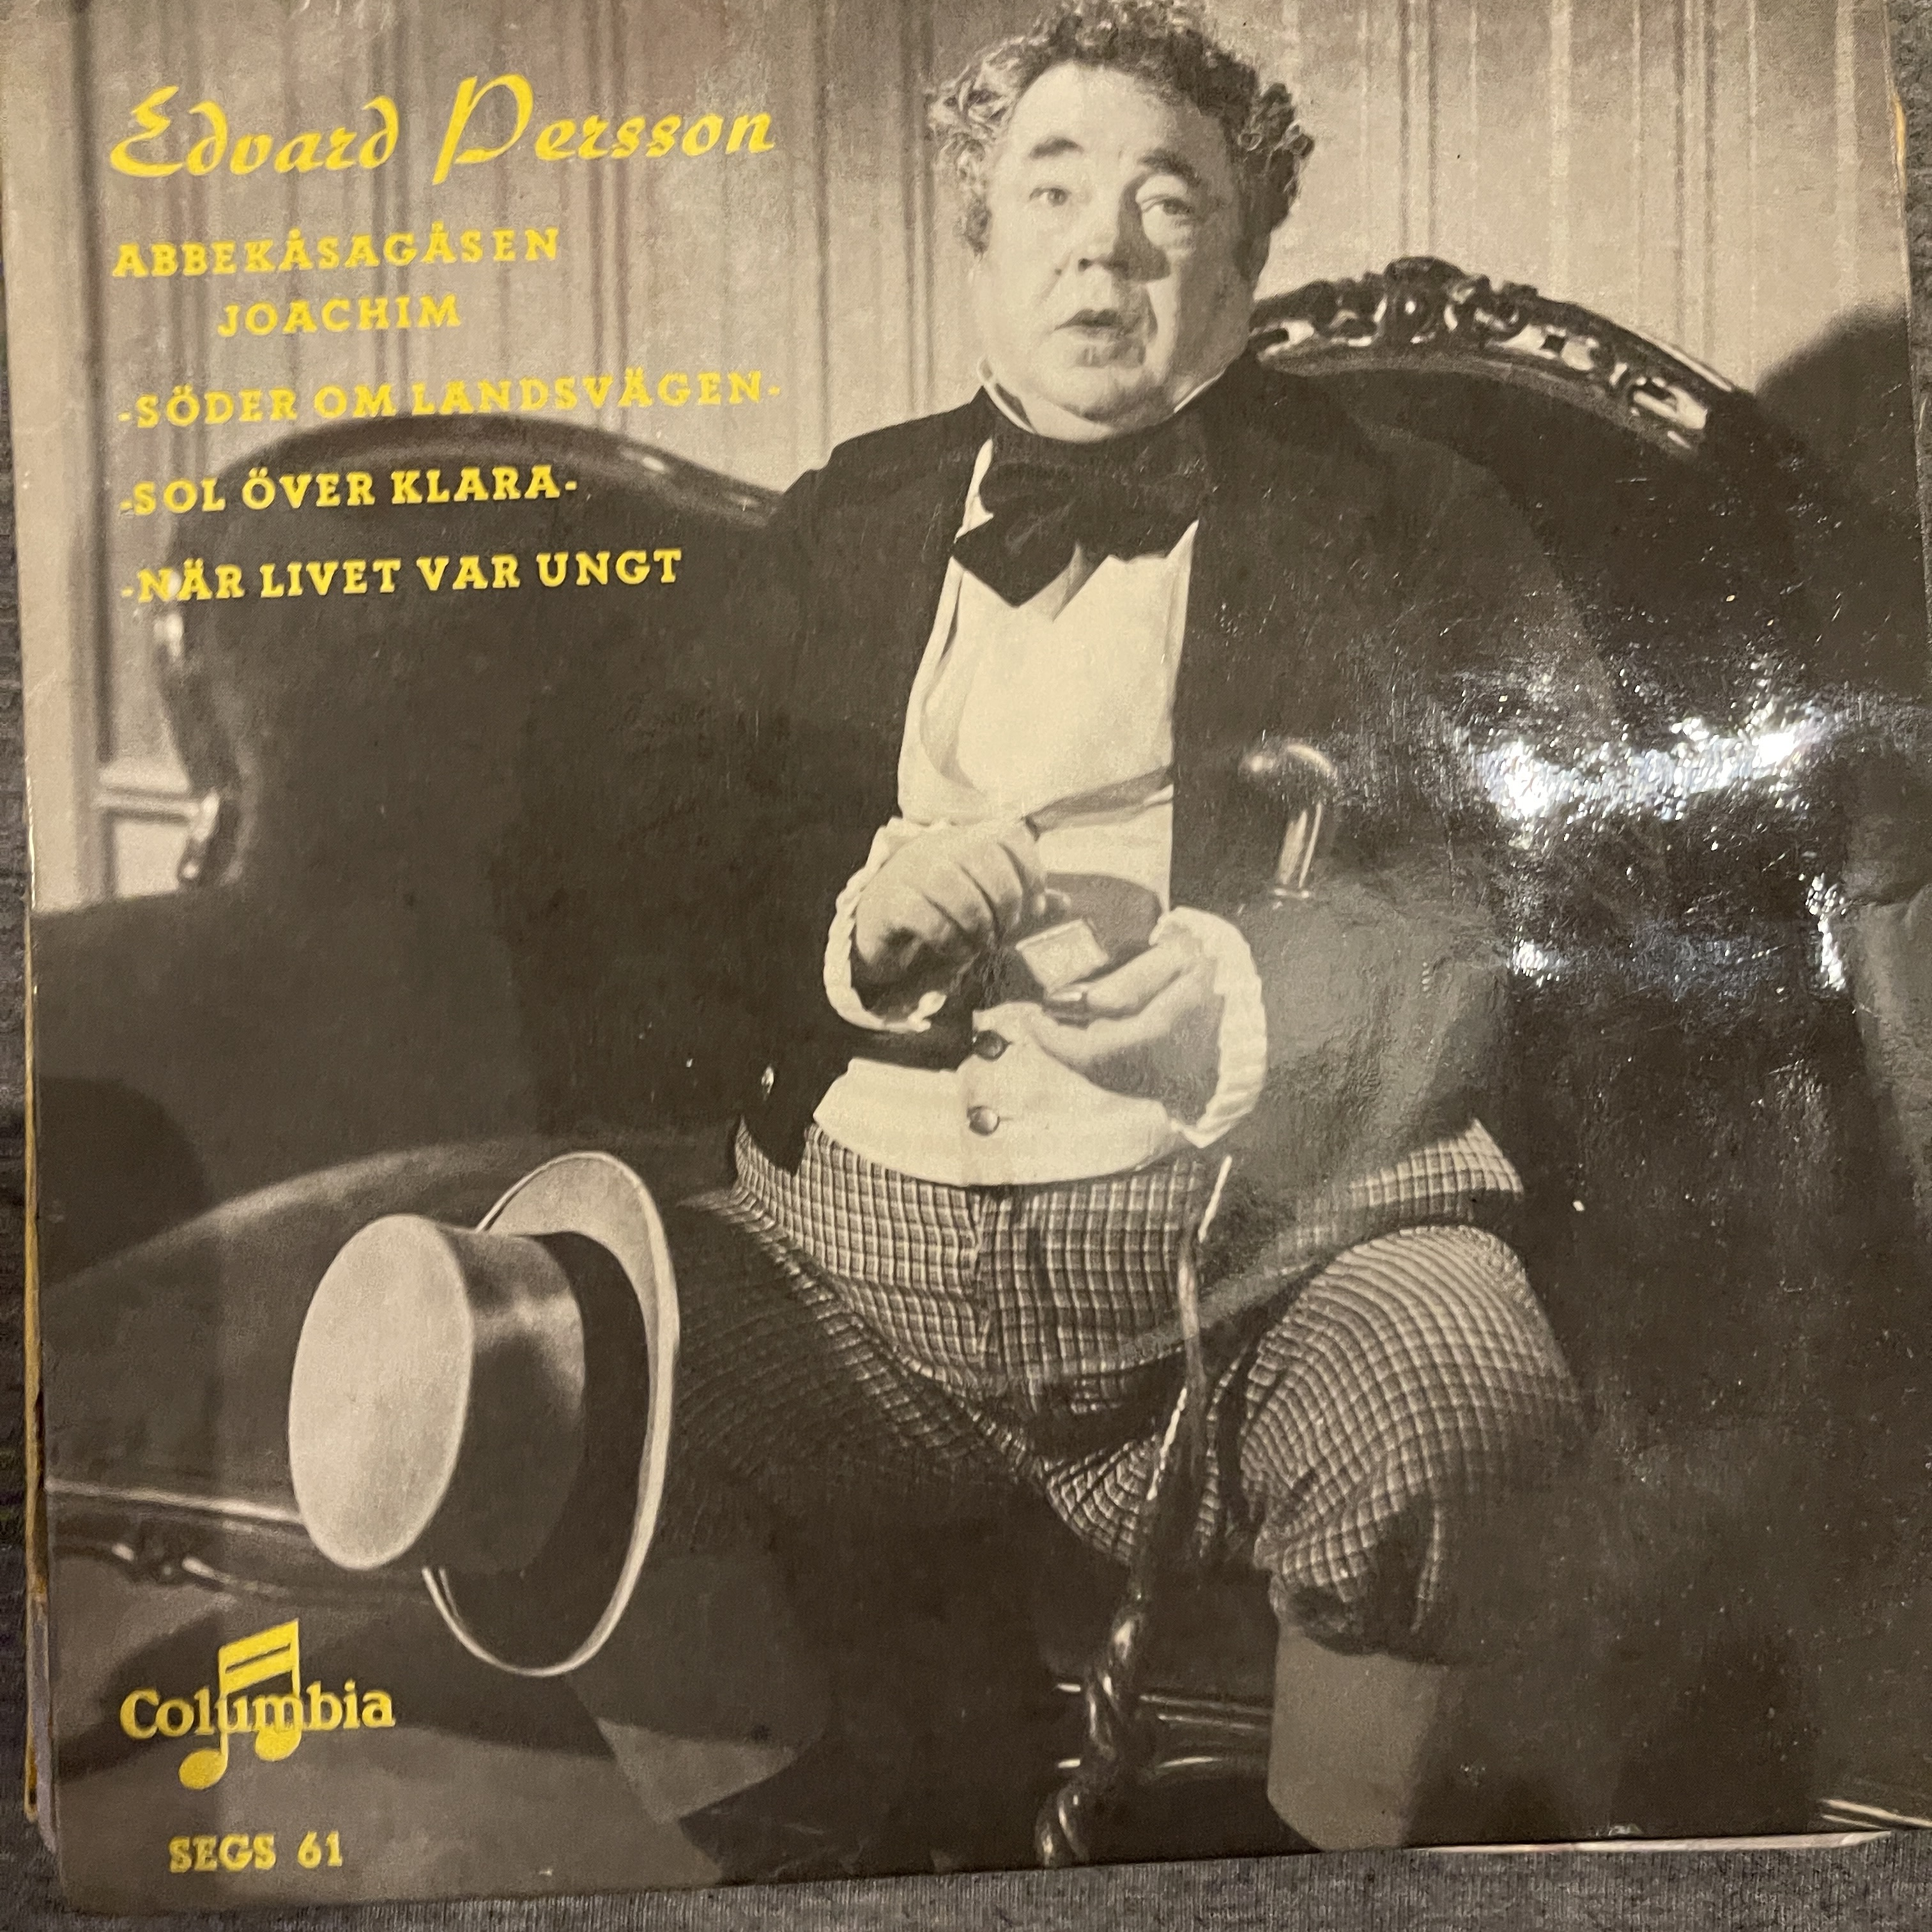 Edvard Persson
ABBEKÅSAGÅSEN
JOACHIM
-SÖDER OM LANDSVÄGEN-
-SOL ÖVER KLARA-
-NÄR LIVET VAR UNGT
Columbia
SEGS 61